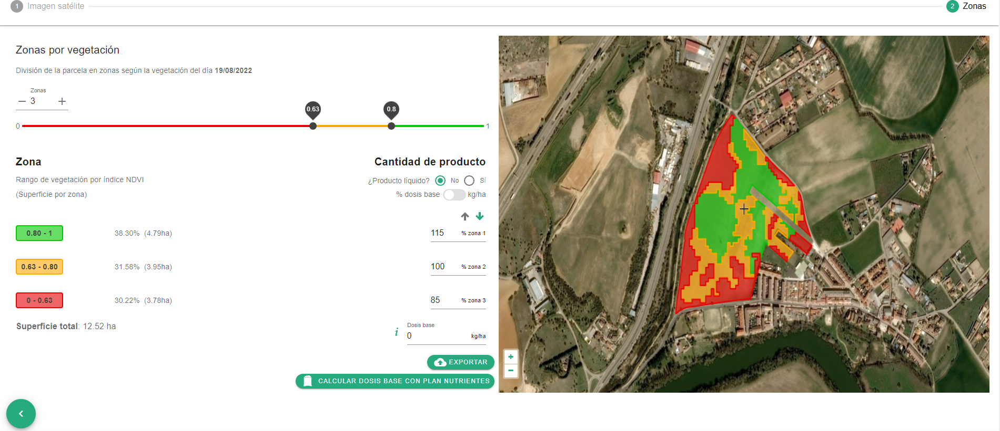 1 Imagen satélite
2 Zonas
Zonas por vegetación
División de la parcela en zonas según la vegetación del día 19/08/2022
Zonas
− 3 +
0.63 0.8
0 1
Zona Cantidad de producto
Rango de vegetación por índice NDVI ¿Producto líquido? No Sí
(Superficie por zona) % dosis base kg/ha
0.80 - 1 38.30% (4.79ha) 115 % zona 1
0.63 - 0.80 31.58% (3.95ha) 100 % zona 2
0 - 0.63 30.22% (3.78ha) 85 % zona 3
Superficie total: 12.52 ha
Dosis base
i 0 kg/ha
EXPORTAR
CALCULAR DOSIS BASE CON PLAN NUTRIENTES
+
−